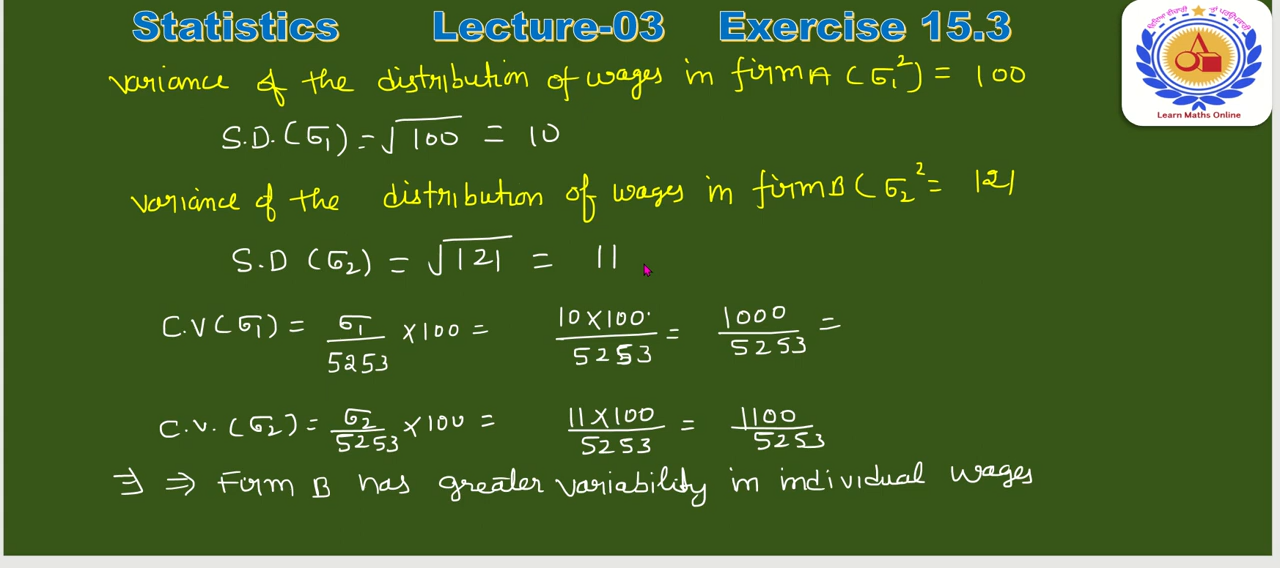 Statistics Lecture-03 Exercise 15.3
variance of the distribution of wages in firm A (σ₁²) = 100
S.D. (σ₁) = √100 = 10
variance of the distribution of wages in firm B (σ₂² = 121
S.D (σ₂) = √121 = 11
C.V (σ₁) = σ₁/5253 × 100 = 10×100/5253 = 1000/5253 =
C.V. (σ₂) = σ₂/5253 × 100 = 11×100/5253 = 1100/5253
∃ ⇒ Firm B has greater variability in individual wages
Learn Maths Online